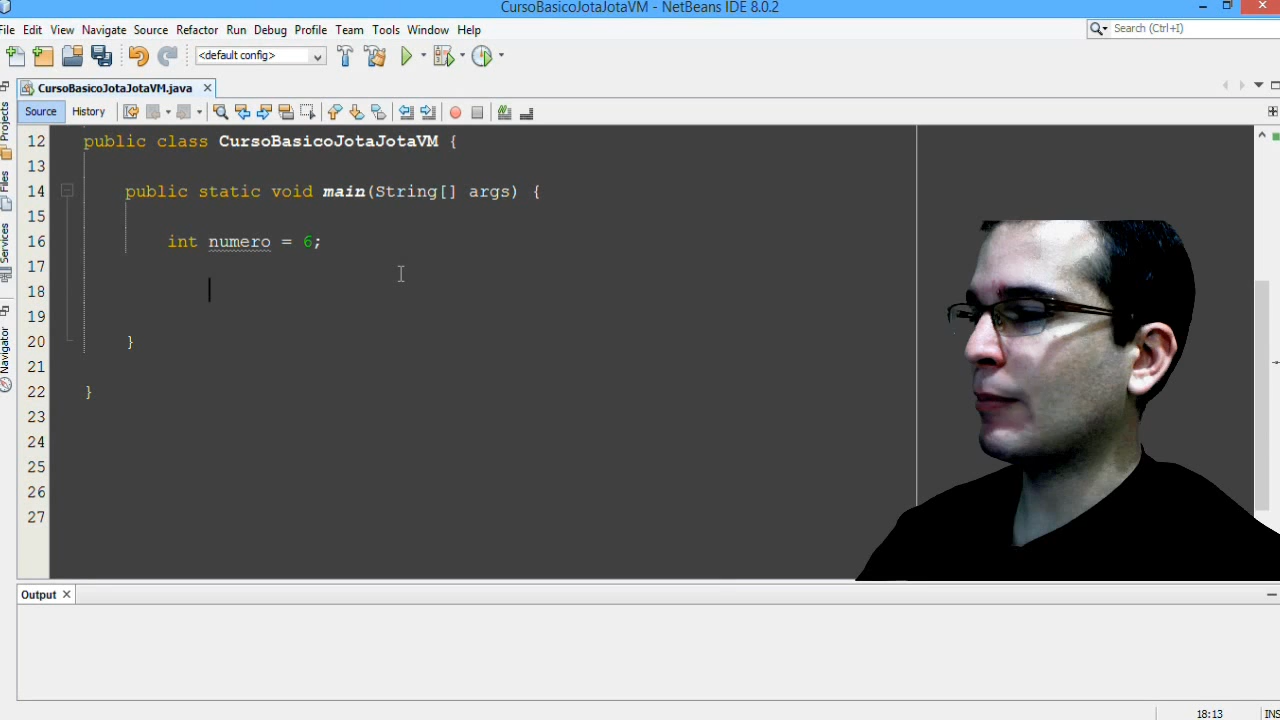 CursoBasicoJotaJotaVM - NetBeans IDE 8.0.2
File Edit View Navigate Source Refactor Run Debug Profile Team Tools Window Help
Search (Ctrl+I)
<default config>
CursoBasicoJotaJotaVM.java
Source History
Projects
Files
Services
Navigator
12 public class CursoBasicoJotaJotaVM {
13
14 public static void main(String[] args) {
15
16 int numero = 6;
17
18
19
20 }
21
22 }
23
24
25
26
27
Output
18:13 INS